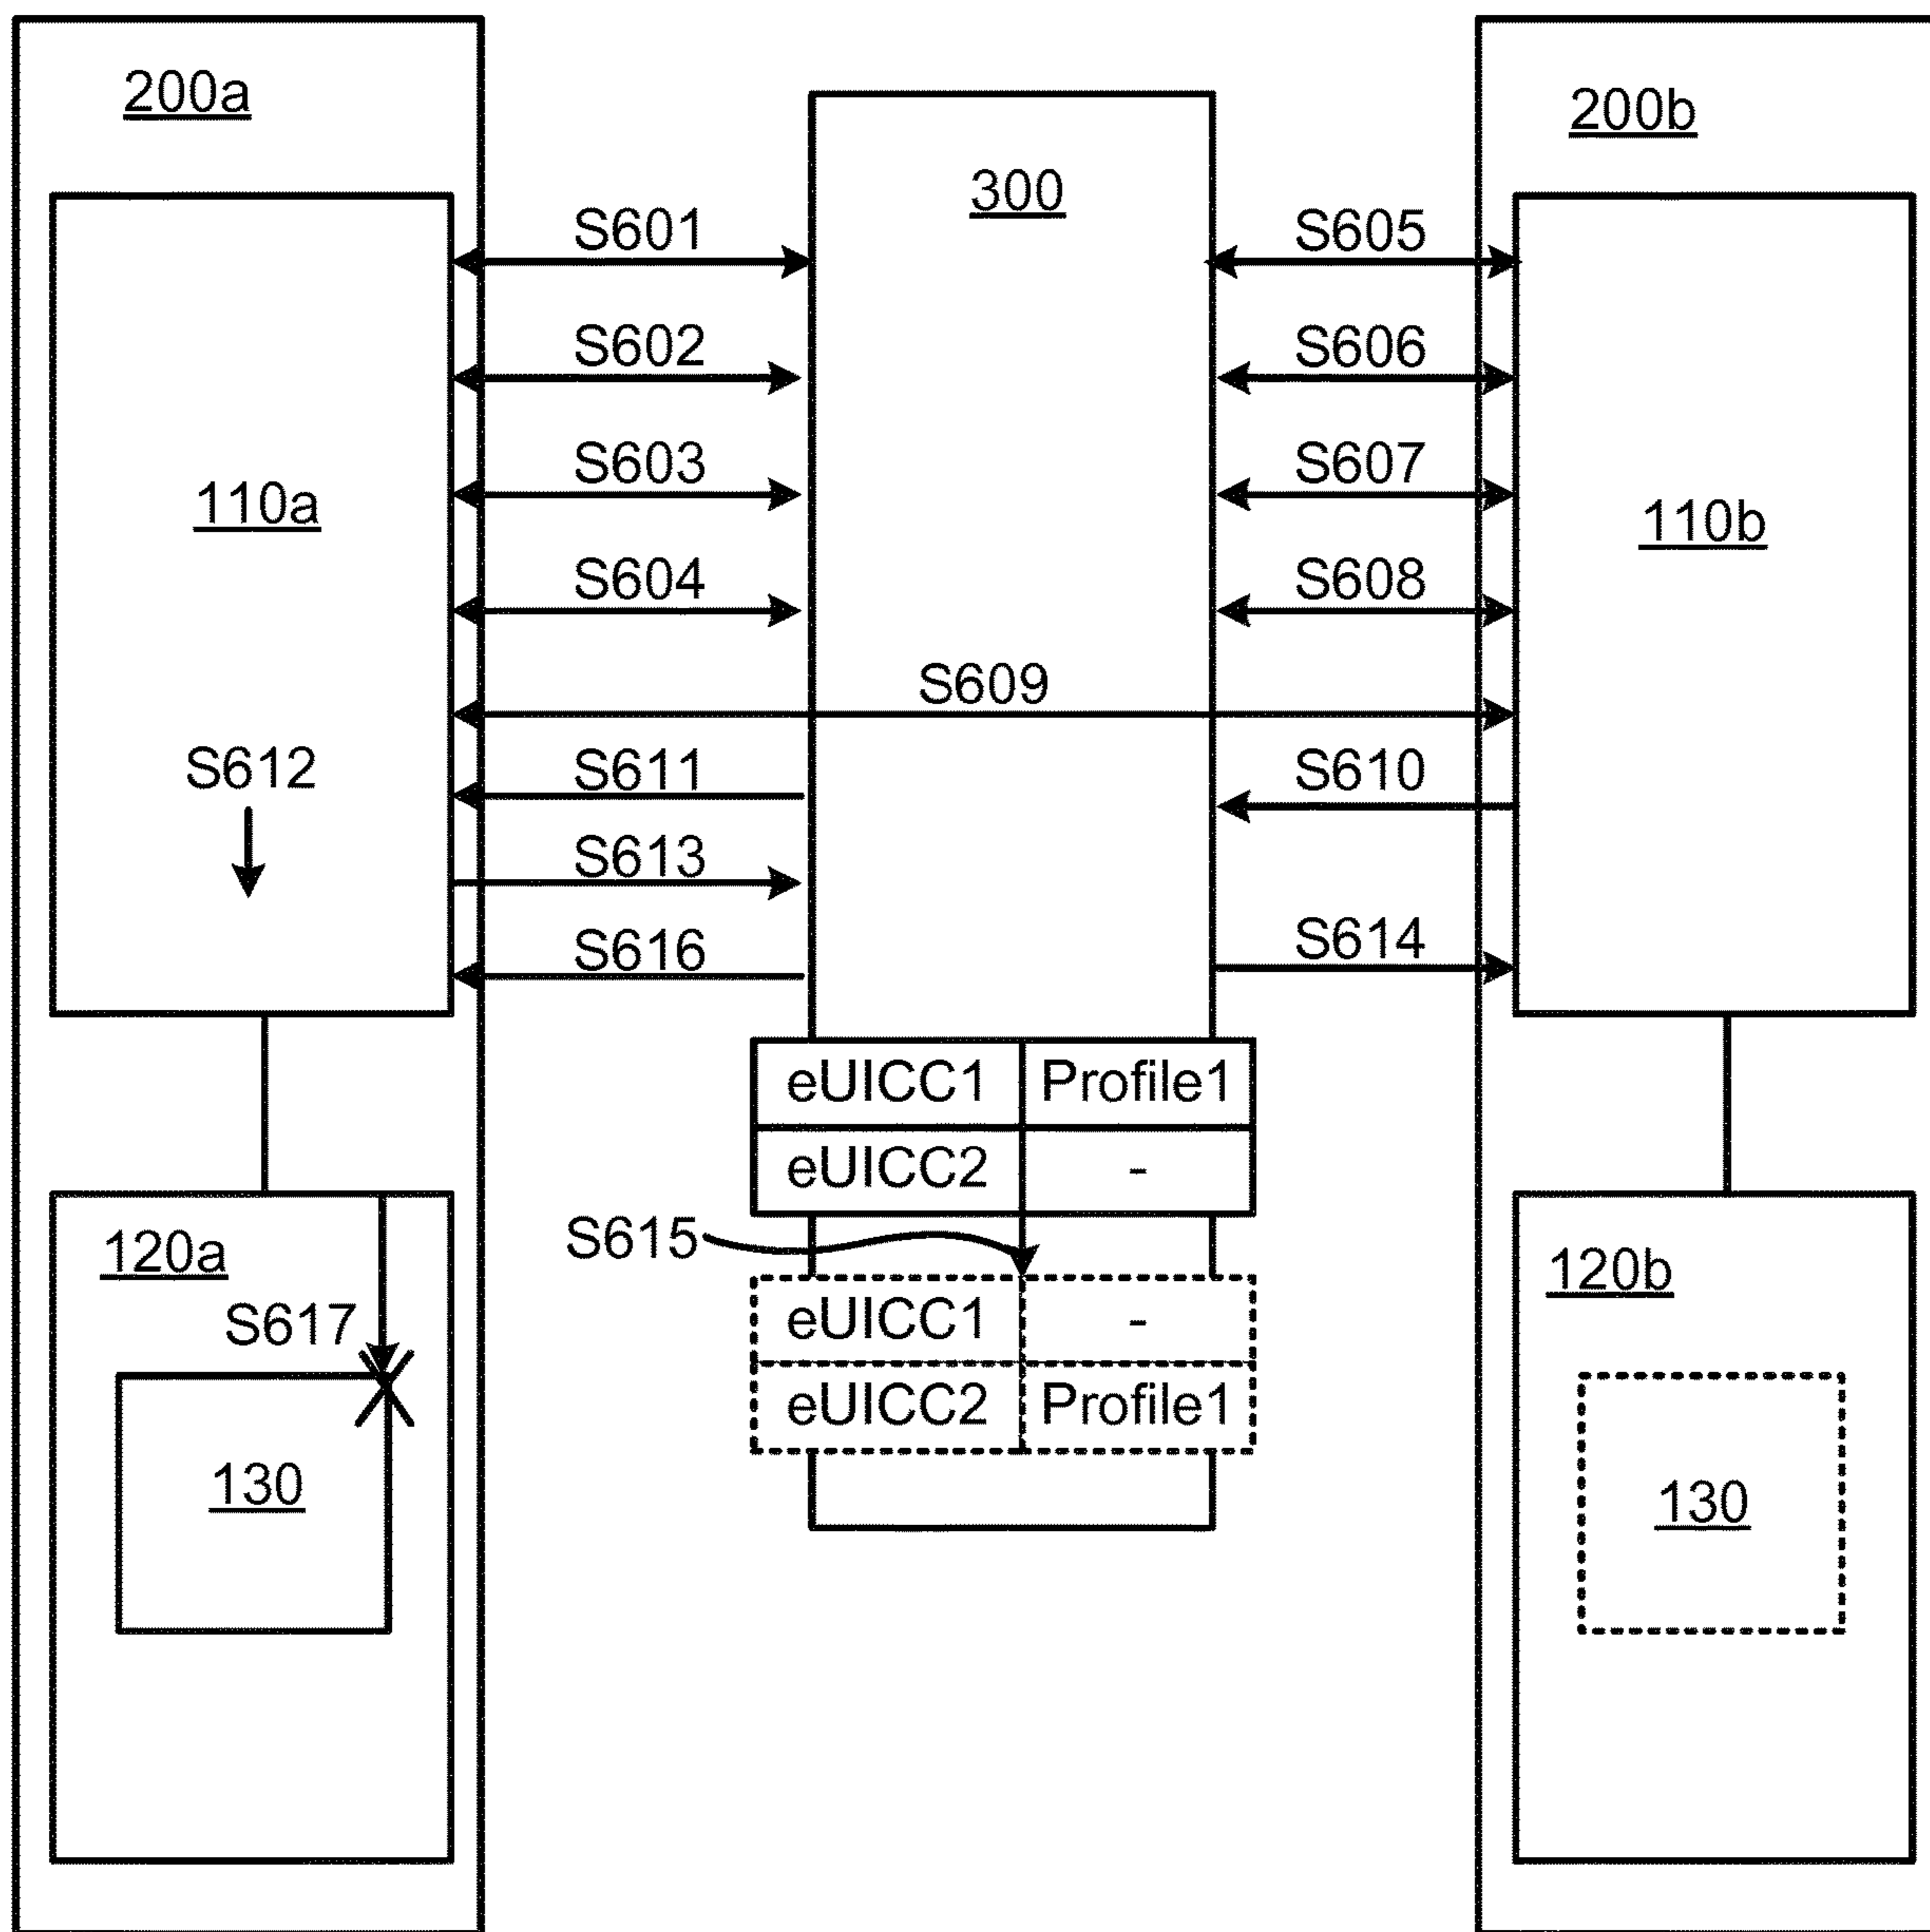 200a
200b
300
S601
S605
S602
S606
S603
S607
110a
110b
S604
S608
S609
S612
S611
S610
S613
S616
S614
eUICC1 Profile1
eUICC2 -
S615
120a
120b
eUICC1 -
S617
eUICC2 Profile1
130
130